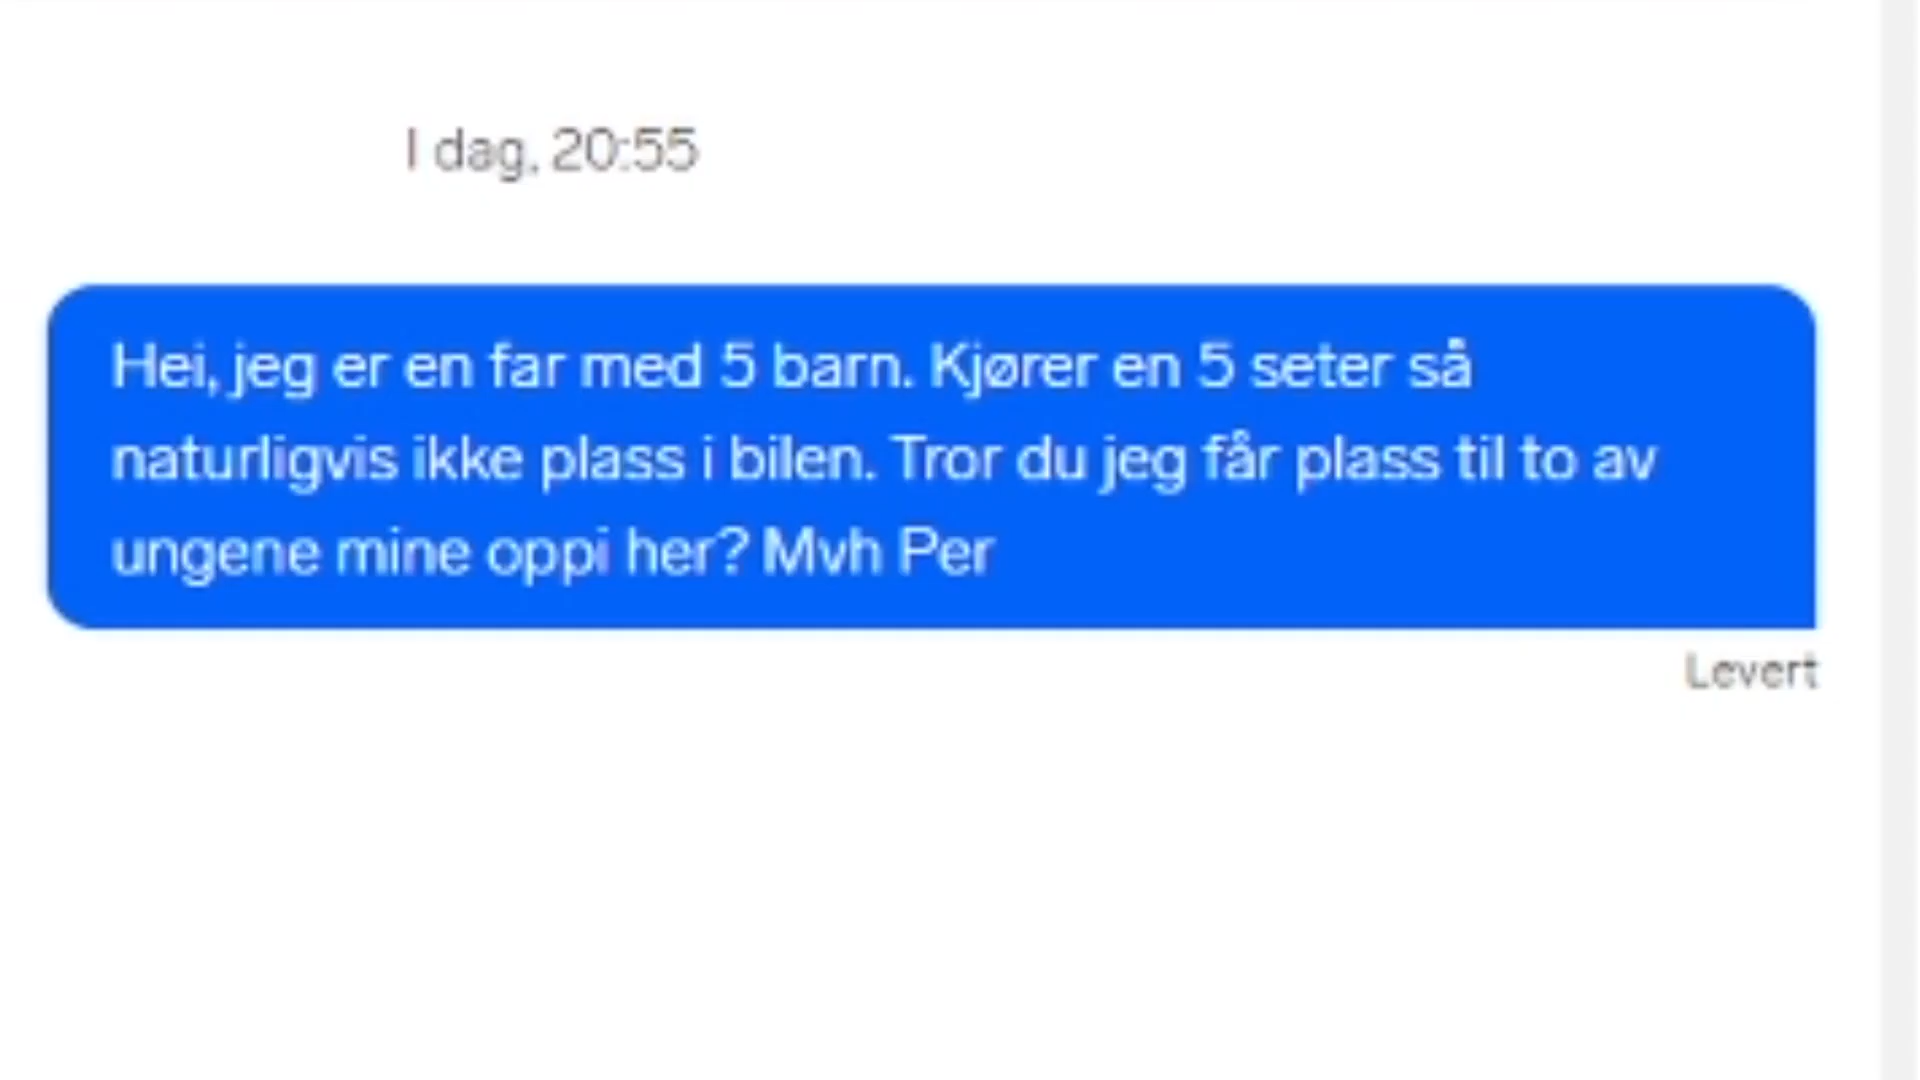 I dag, 20:55
Hei, jeg er en far med 5 barn. Kjører en 5 seter så
naturligvis ikke plass i bilen. Tror du jeg får plass til to av
ungene mine oppi her? Mvh Per
Levert